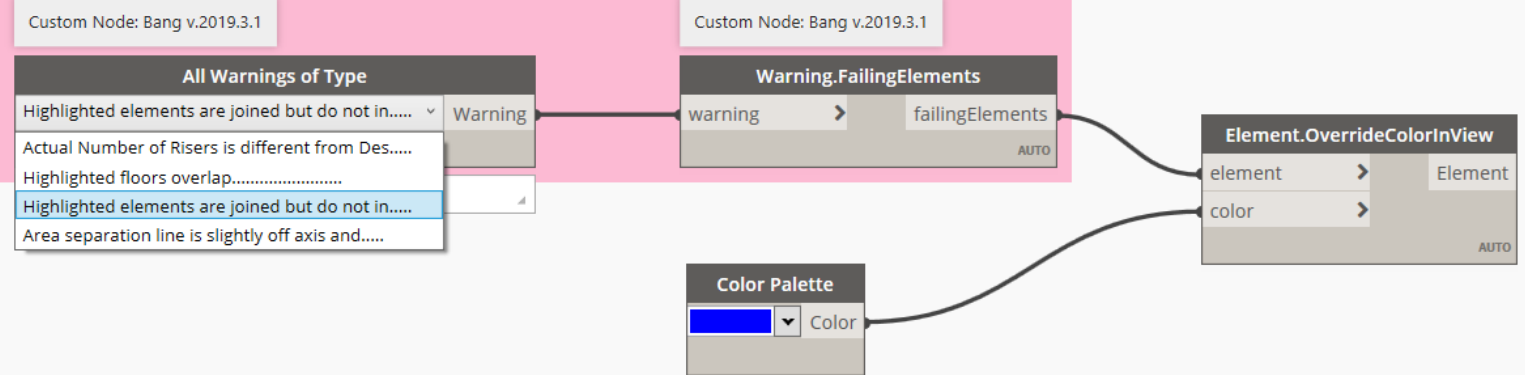 Custom Node: Bang v.2019.3.1
Custom Node: Bang v.2019.3.1
All Warnings of Type
Highlighted elements are joined but do not in.....
Warning
Actual Number of Risers is different from Des.....
Highlighted floors overlap........................
Highlighted elements are joined but do not in.....
Area separation line is slightly off axis and.....
Warning.FailingElements
warning
failingElements
AUTO
Element.OverrideColorInView
element
Element
color
AUTO
Color Palette
Color